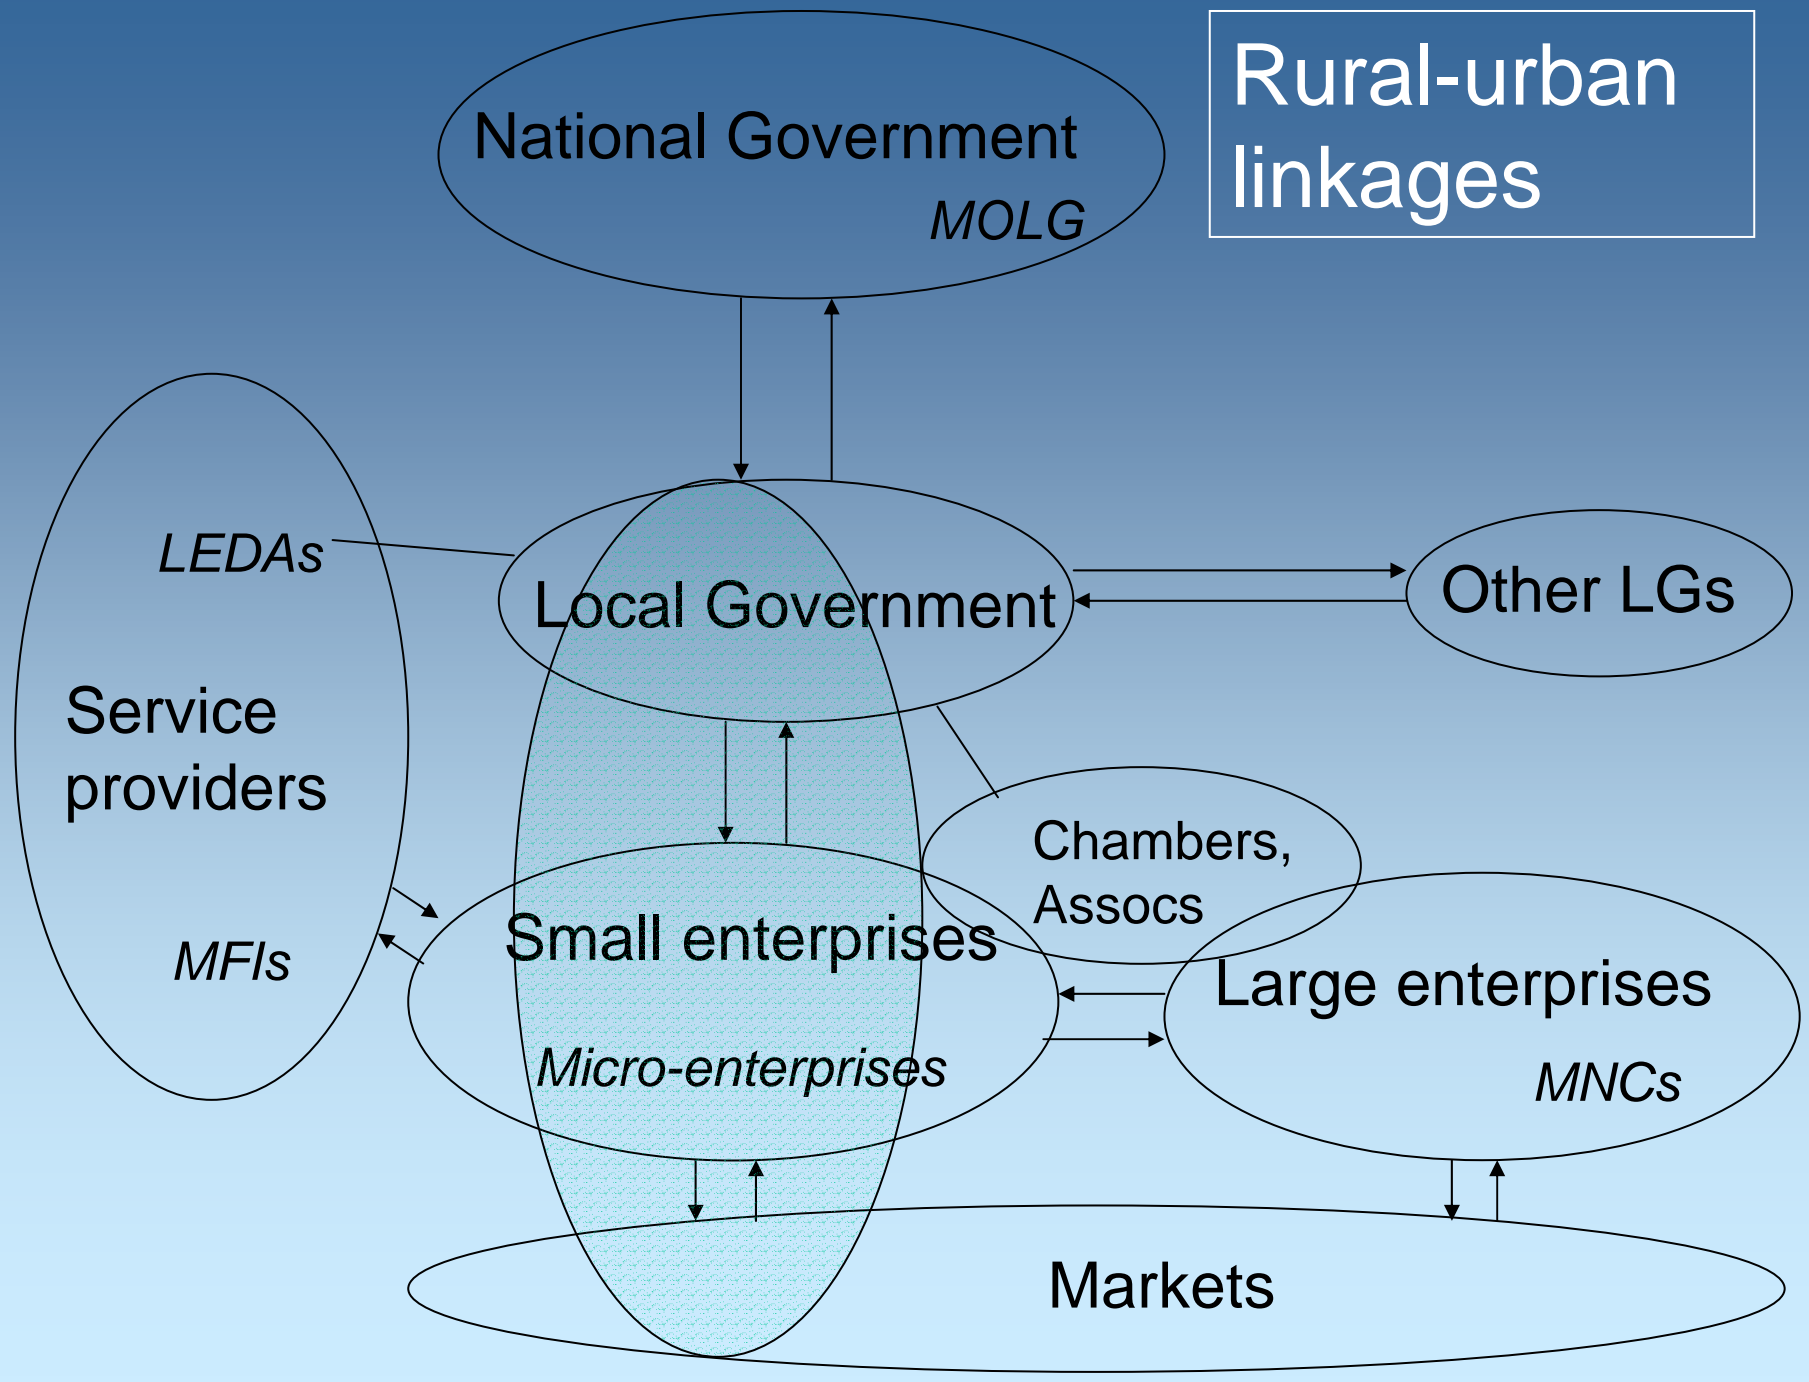 Rural-urban
linkages
National Government
MOLG
LEDAs
Local Government
Other LGs
Service
providers
Chambers,
Assocs
MFIs
Small enterprises
Large enterprises
Micro-enterprises
MNCs
Markets